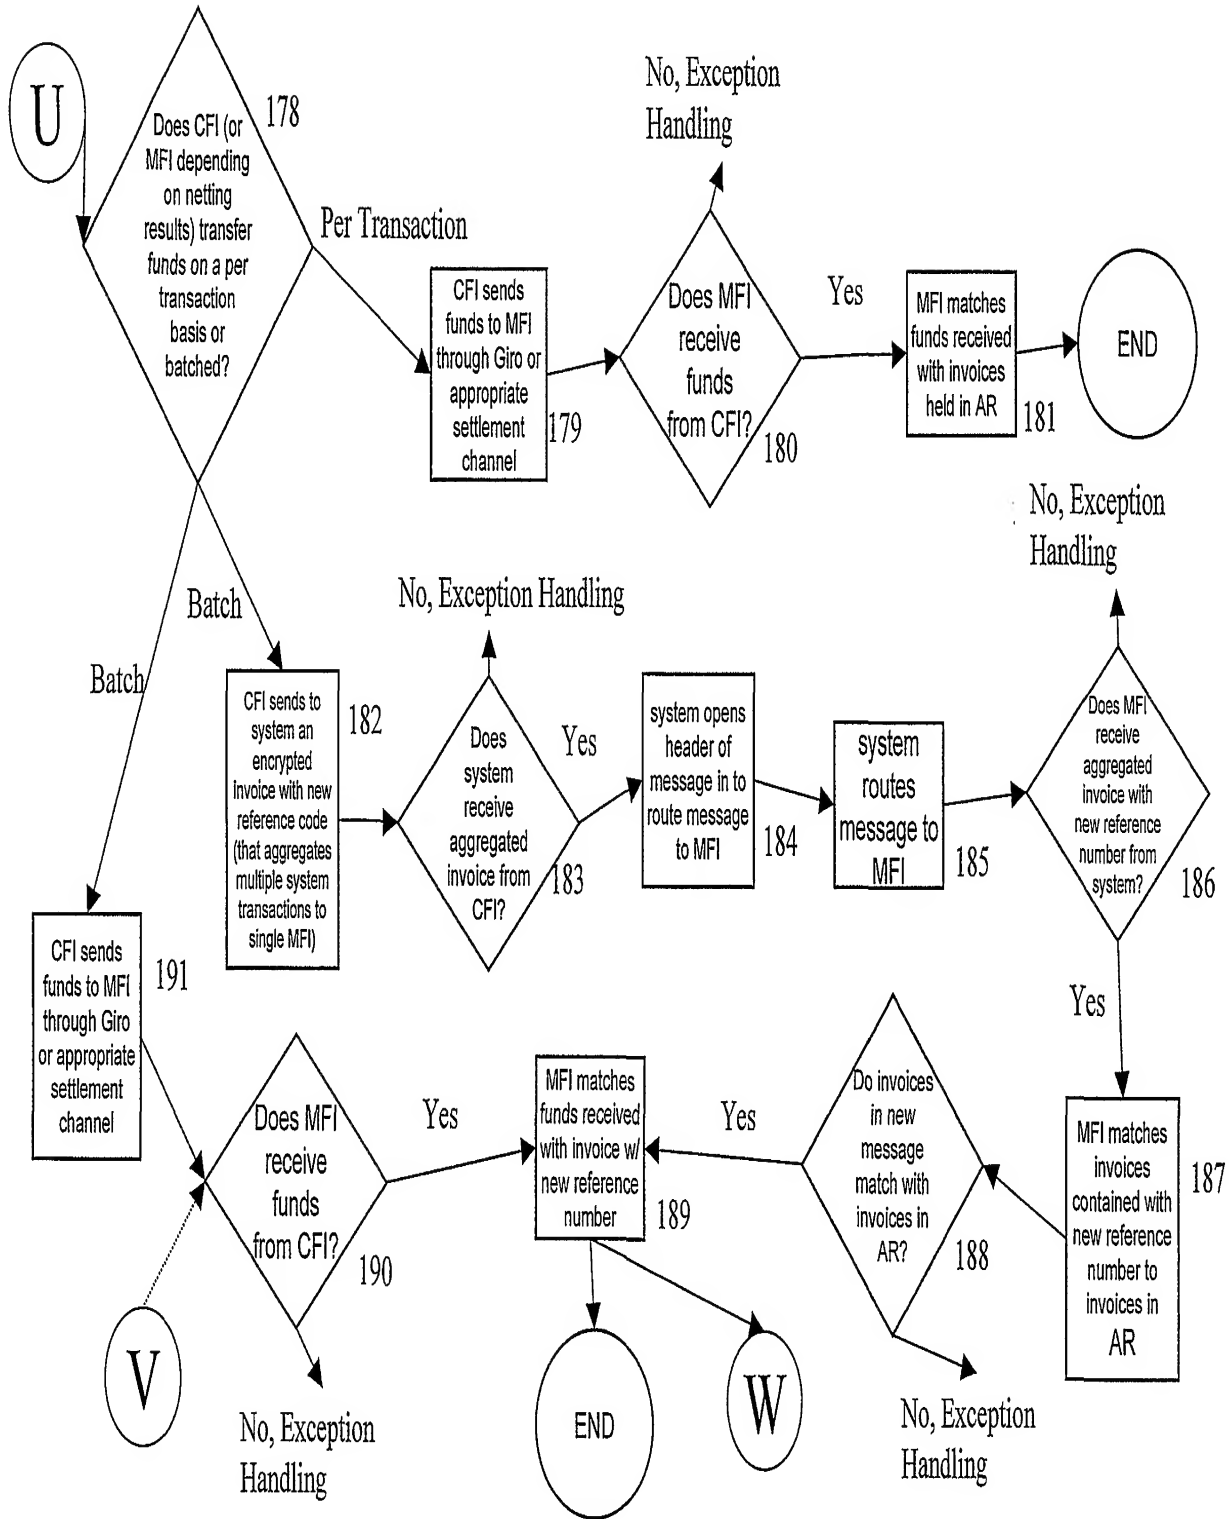 U
Does CFI (or
MFI depending
on netting
results) transfer
funds on a per
transaction
basis or
batched?
178
Per Transaction
CFI sends
funds to MFI
through Giro or
appropriate
settlement
channel
179
No, Exception
Handling
Does MFI
receive
funds
from CFI?
180
Yes
MFI matches
funds received
with invoices
held in AR
181
END
Batch
Batch
CFI sends to
system an
encrypted
invoice with new
reference code
(that aggregates
multiple system
transactions to
single MFI)
182
No, Exception Handling
Does
system
receive
aggregated
invoice from
CFI?
183
Yes
system opens
header of
message in to
route message
to MFI
184
system
routes
message to
MFI
185
No, Exception
Handling
Does MFI
receive
aggregated
invoice with
new reference
number from
system?
186
Yes
CFI sends
funds to MFI
through Giro
or appropriate
settlement
channel
191
Does MFI
receive
funds
from CFI?
190
Yes
MFI matches
funds received
with invoice w/
new reference
number
189
Yes
Do invoices
in new
message
match with
invoices in
AR?
188
MFI matches
invoices
contained with
new reference
number to
invoices in
AR
187
V
No, Exception
Handling
END
W
No, Exception
Handling